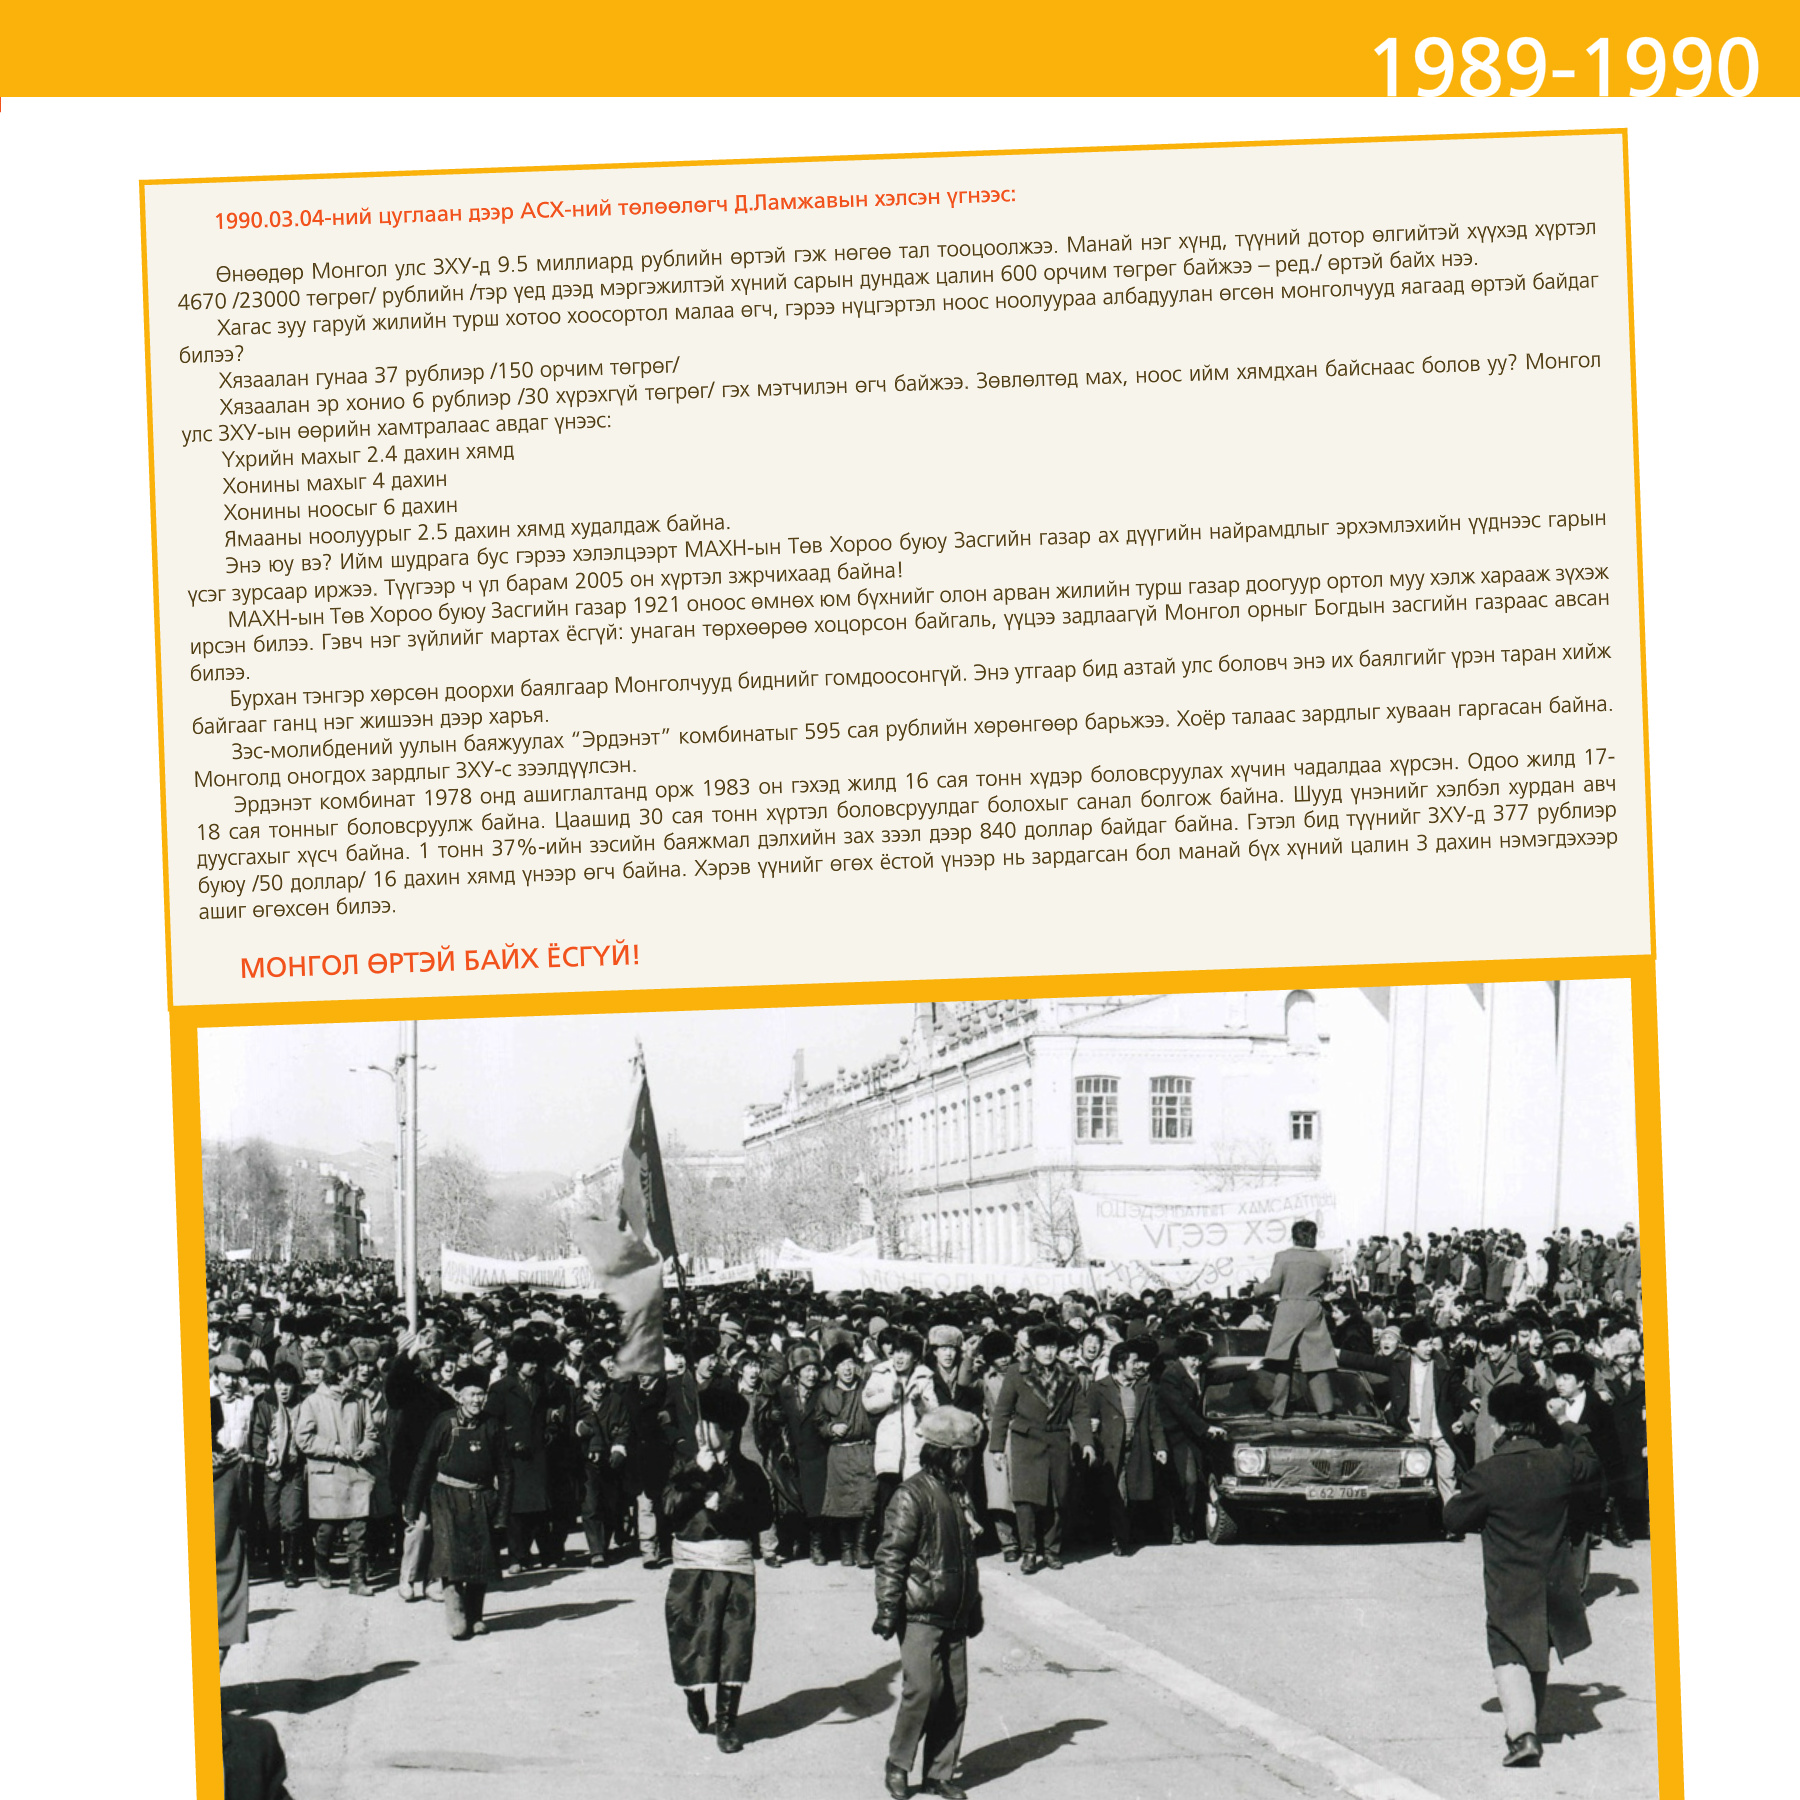 1989-1990
1990.03.04-ний цуглаан дээр АСХ-ний төлөөлөгч Д.Ламжавын хэлсэн үгнээс:
Өнөөдөр Монгол улс ЗХУ-д 9.5 миллиард рублийн өртэй гэж нөгөө тал тооцоолжээ. Манай нэг хүнд, түүний дотор өлгийтэй хүүхэд хүртэл
4670 /23000 төгрөг/ рублийн /тэр үед дээд мэргэжилтэй хүний сарын дундаж цалин 600 орчим төгрөг байжээ – ред./ өртэй байх нээ.
Хагас зуу гаруй жилийн турш хотоо хоосортол малаа өгч, гэрээ нүцгэртэл ноос ноолуураа албадуулан өгсөн монголчууд яагаад өртэй байдаг
билээ?
Хязаалан гунаа 37 рублиэр /150 орчим төгрөг/
Хязаалан эр хонио 6 рублиэр /30 хүрэхгүй төгрөг/ гэх мэтчилэн өгч байжээ. Зөвлөлтөд мах, ноос ийм хямдхан байснаас болов уу? Монгол
улс ЗХУ-ын өөрийн хамтралаас авдаг үнээс:
Үхрийн махыг 2.4 дахин хямд
Хонины махыг 4 дахин
Хонины ноосыг 6 дахин
Ямааны ноолуурыг 2.5 дахин хямд худалдаж байна.
Энэ юу вэ? Ийм шудрага бус гэрээ хэлэлцээрт МАХН-ын Төв Хороо буюу Засгийн газар ах дүүгийн найрамдлыг эрхэмлэхийн үүднээс гарын
үсэг зурсаар иржээ. Түүгээр ч үл барам 2005 он хүртэл зжрчихаад байна!
МАХН-ын Төв Хороо буюу Засгийн газар 1921 оноос өмнөх юм бүхнийг олон арван жилийн турш газар доогуур ортол муу хэлж харааж зүхэж
ирсэн билээ. Гэвч нэг зүйлийг мартах ёсгүй: унаган төрхөөрөө хоцорсон байгаль, үүцээ задлаагүй Монгол орныг Богдын засгийн газраас авсан
билээ.
Бурхан тэнгэр хөрсөн доорхи баялгаар Монголчууд биднийг гомдоосонгүй. Энэ утгаар бид азтай улс боловч энэ их баялгийг үрэн таран хийж
байгааг ганц нэг жишээн дээр харъя.
Зэс-молибдений уулын баяжуулах “Эрдэнэт” комбинатыг 595 сая рублийн хөрөнгөөр барьжээ. Хоёр талаас зардлыг хуваан гаргасан байна.
Монголд оногдох зардлыг ЗХУ-с зээлдүүлсэн.
Эрдэнэт комбинат 1978 онд ашиглалтанд орж 1983 он гэхэд жилд 16 сая тонн хүдэр боловсруулах хүчин чадалдаа хүрсэн. Одоо жилд 17-
18 сая тонныг боловсруулж байна. Цаашид 30 сая тонн хүртэл боловсруулдаг болохыг санал болгож байна. Шууд үнэнийг хэлбэл хурдан авч
дуусгахыг хүсч байна. 1 тонн 37%-ийн зэсийн баяжмал дэлхийн зах зээл дээр 840 доллар байдаг байна. Гэтэл бид түүнийг ЗХУ-д 377 рублиэр
буюу /50 доллар/ 16 дахин хямд үнээр өгч байна. Хэрэв үүнийг өгөх ёстой үнээр нь зардагсан бол манай бүх хүний цалин 3 дахин нэмэгдэхээр
ашиг өгөхсөн билээ.
МОНГОЛ ӨРТЭЙ БАЙХ ЁСГҮЙ!
Ю.ЦЭДЭНБАЛЫГ ХАМСААТНЫГ
ҮГЭЭ ХЭЛ
МОНГОЛЫН АРДЧ
62 70УБ